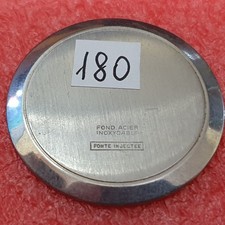 180
FOND ACIER
INOXYDABLE
FONTE INJECTEE